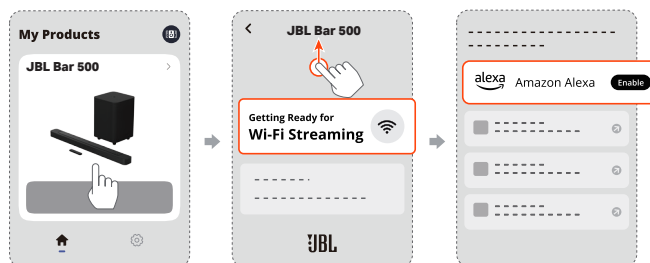 My Products
JBL Bar 500
JBL Bar 500
Getting Ready for
Wi-Fi Streaming
JBL
alexa
Amazon Alexa
Enable